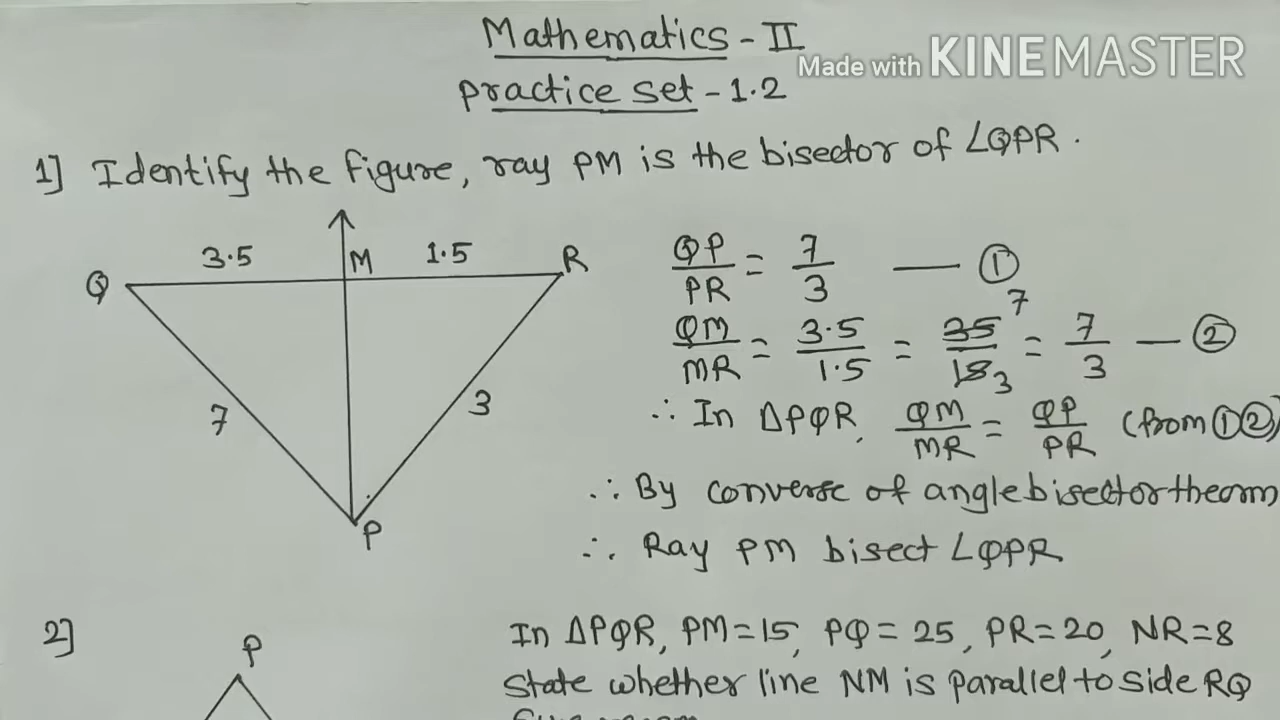 Mathematics - II
Made with KINEMASTER
practice set - 1.2
1] Identify the figure, ray PM is the bisector of ∠QPR.
3.5 M 1.5 R
Q
7
3
P
QP/PR = 7/3 — ①
QM/MR = 3.5/1.5 = 35/15 = 7/3 — ②
7
3
∴ In ΔPQR, QM/MR = QP/PR (from ①②)
∴ By converse of angle bisector theorm
∴ Ray PM bisect ∠QPR
2]
P
In ΔPQR, PM=15, PQ=25, PR=20, NR=8
State whether line NM is parallel to side RQ